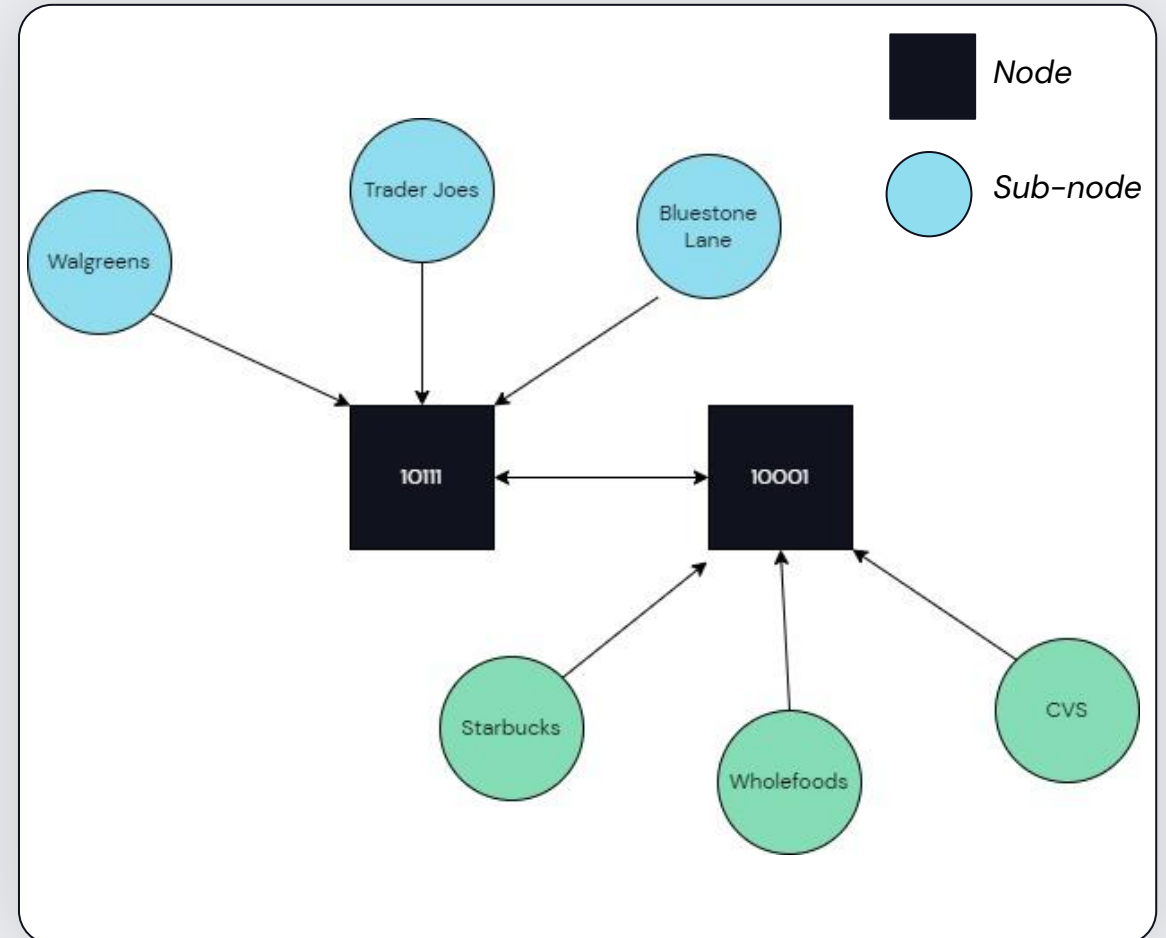 Node
Sub-node
Trader Joes
Bluestone
Lane
Walgreens
10111
10001
Starbucks
CVS
Wholefoods